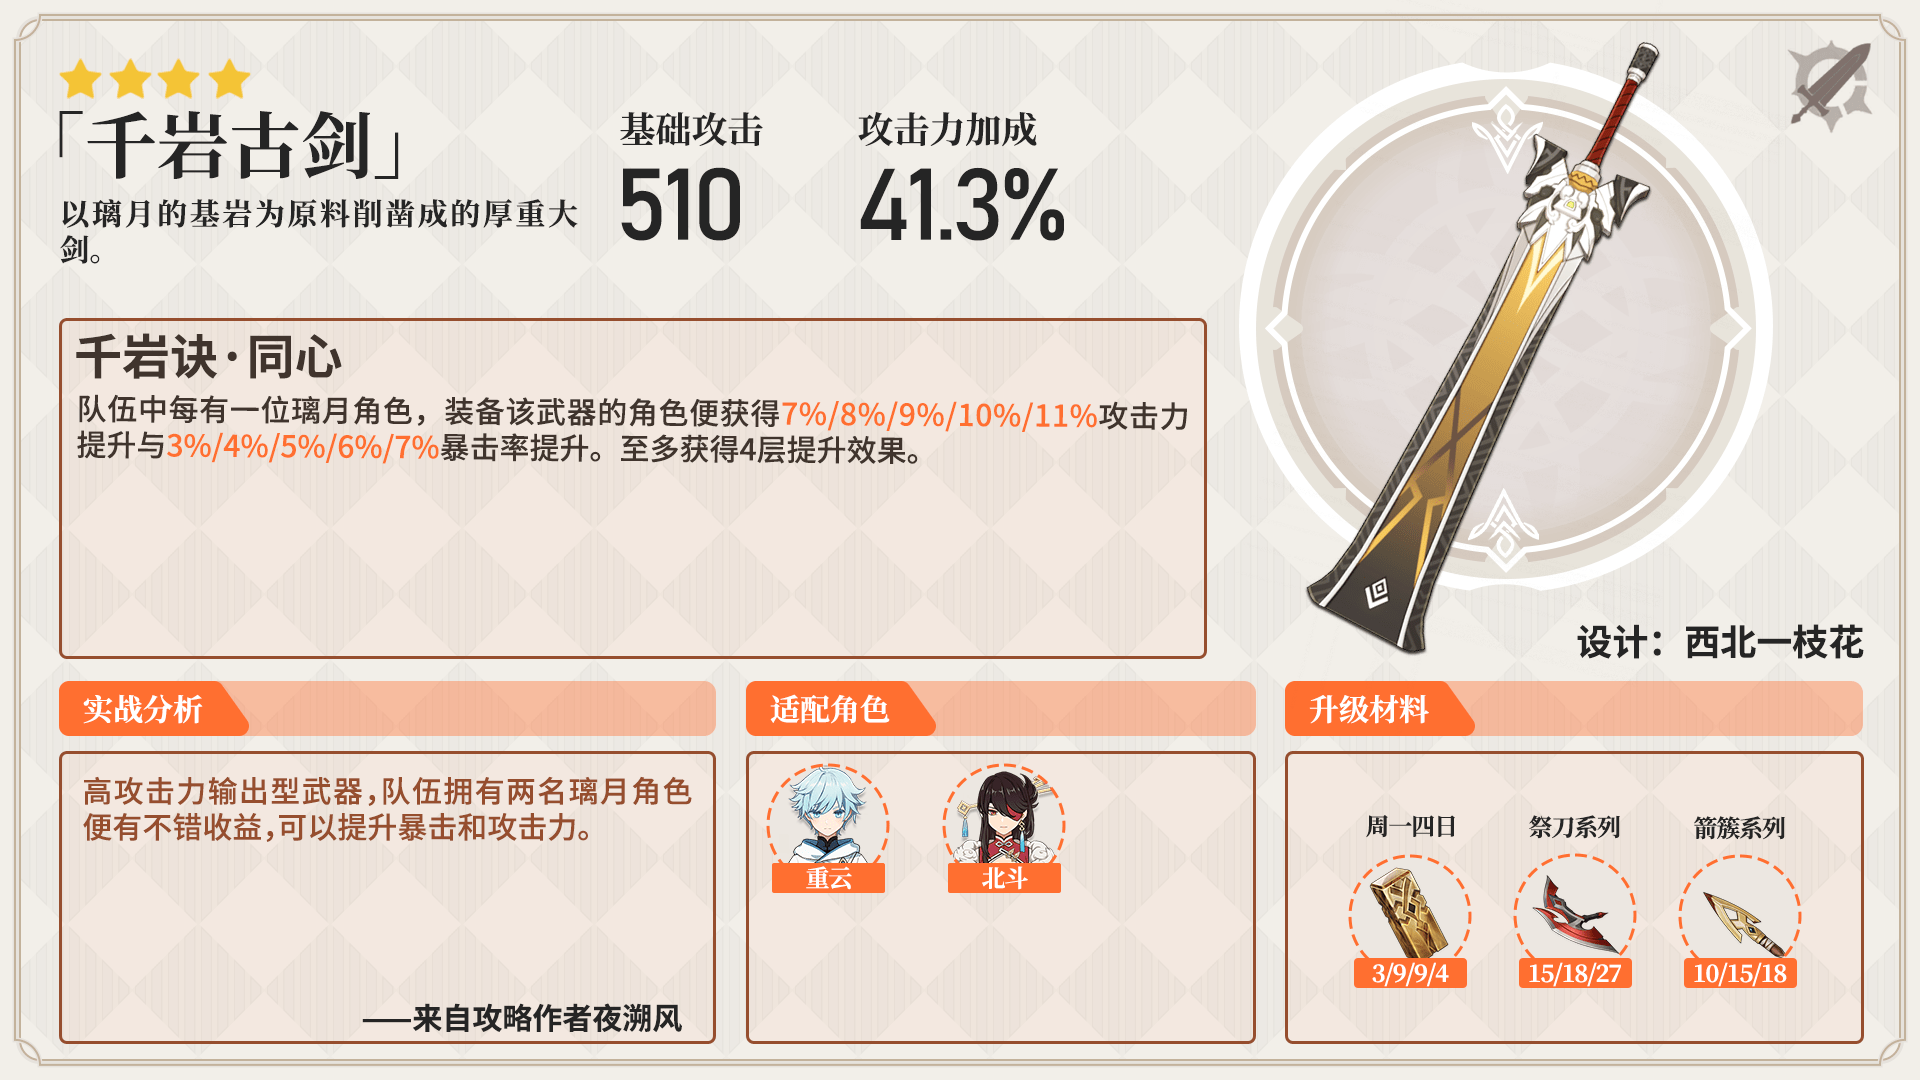 「千岩古剑」
以璃月的基岩为原料削凿成的厚重大
剑。
基础攻击
510
攻击力加成
41.3%
千岩诀·同心
队伍中每有一位璃月角色，装备该武器的角色便获得7%/8%/9%/10%/11%攻击力
提升与3%/4%/5%/6%/7%暴击率提升。至多获得4层提升效果。
设计：西北一枝花
实战分析
高攻击力输出型武器,队伍拥有两名璃月角色
便有不错收益,可以提升暴击和攻击力。
——来自攻略作者夜溯风
适配角色
重云
北斗
升级材料
周一四日
祭刀系列
箭簇系列
3/9/9/4
15/18/27
10/15/18